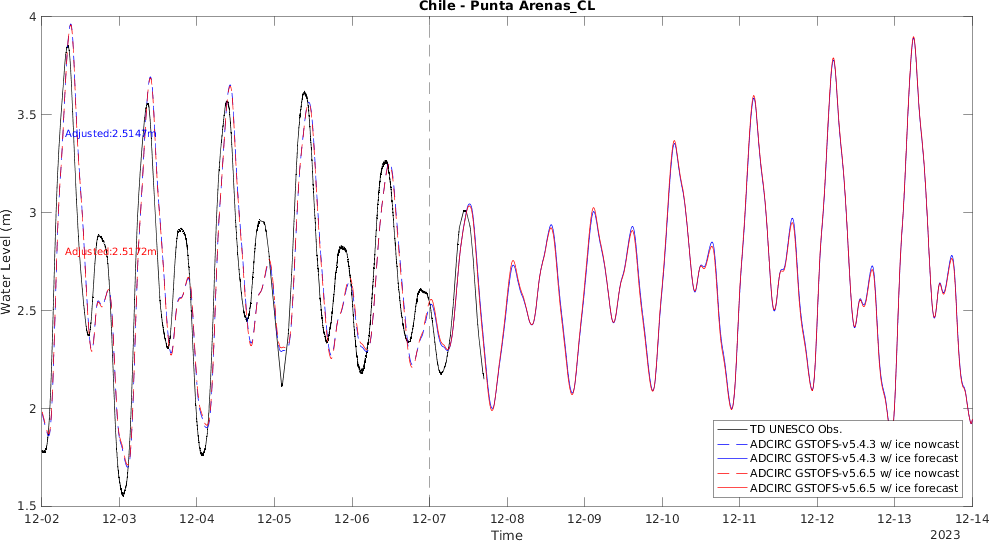 Chile - Punta Arenas_CL
4
3.5
3
2.5
2
1.5
Water Level (m)
Adjusted:2.5147m
Adjusted:2.5172m
TD UNESCO Obs.
ADCIRC GSTOFS-v5.4.3 w/ ice nowcast
ADCIRC GSTOFS-v5.4.3 w/ ice forecast
ADCIRC GSTOFS-v5.6.5 w/ ice nowcast
ADCIRC GSTOFS-v5.6.5 w/ ice forecast
12-02 12-03 12-04 12-05 12-06 12-07 12-08 12-09 12-10 12-11 12-12 12-13 12-14
Time
2023